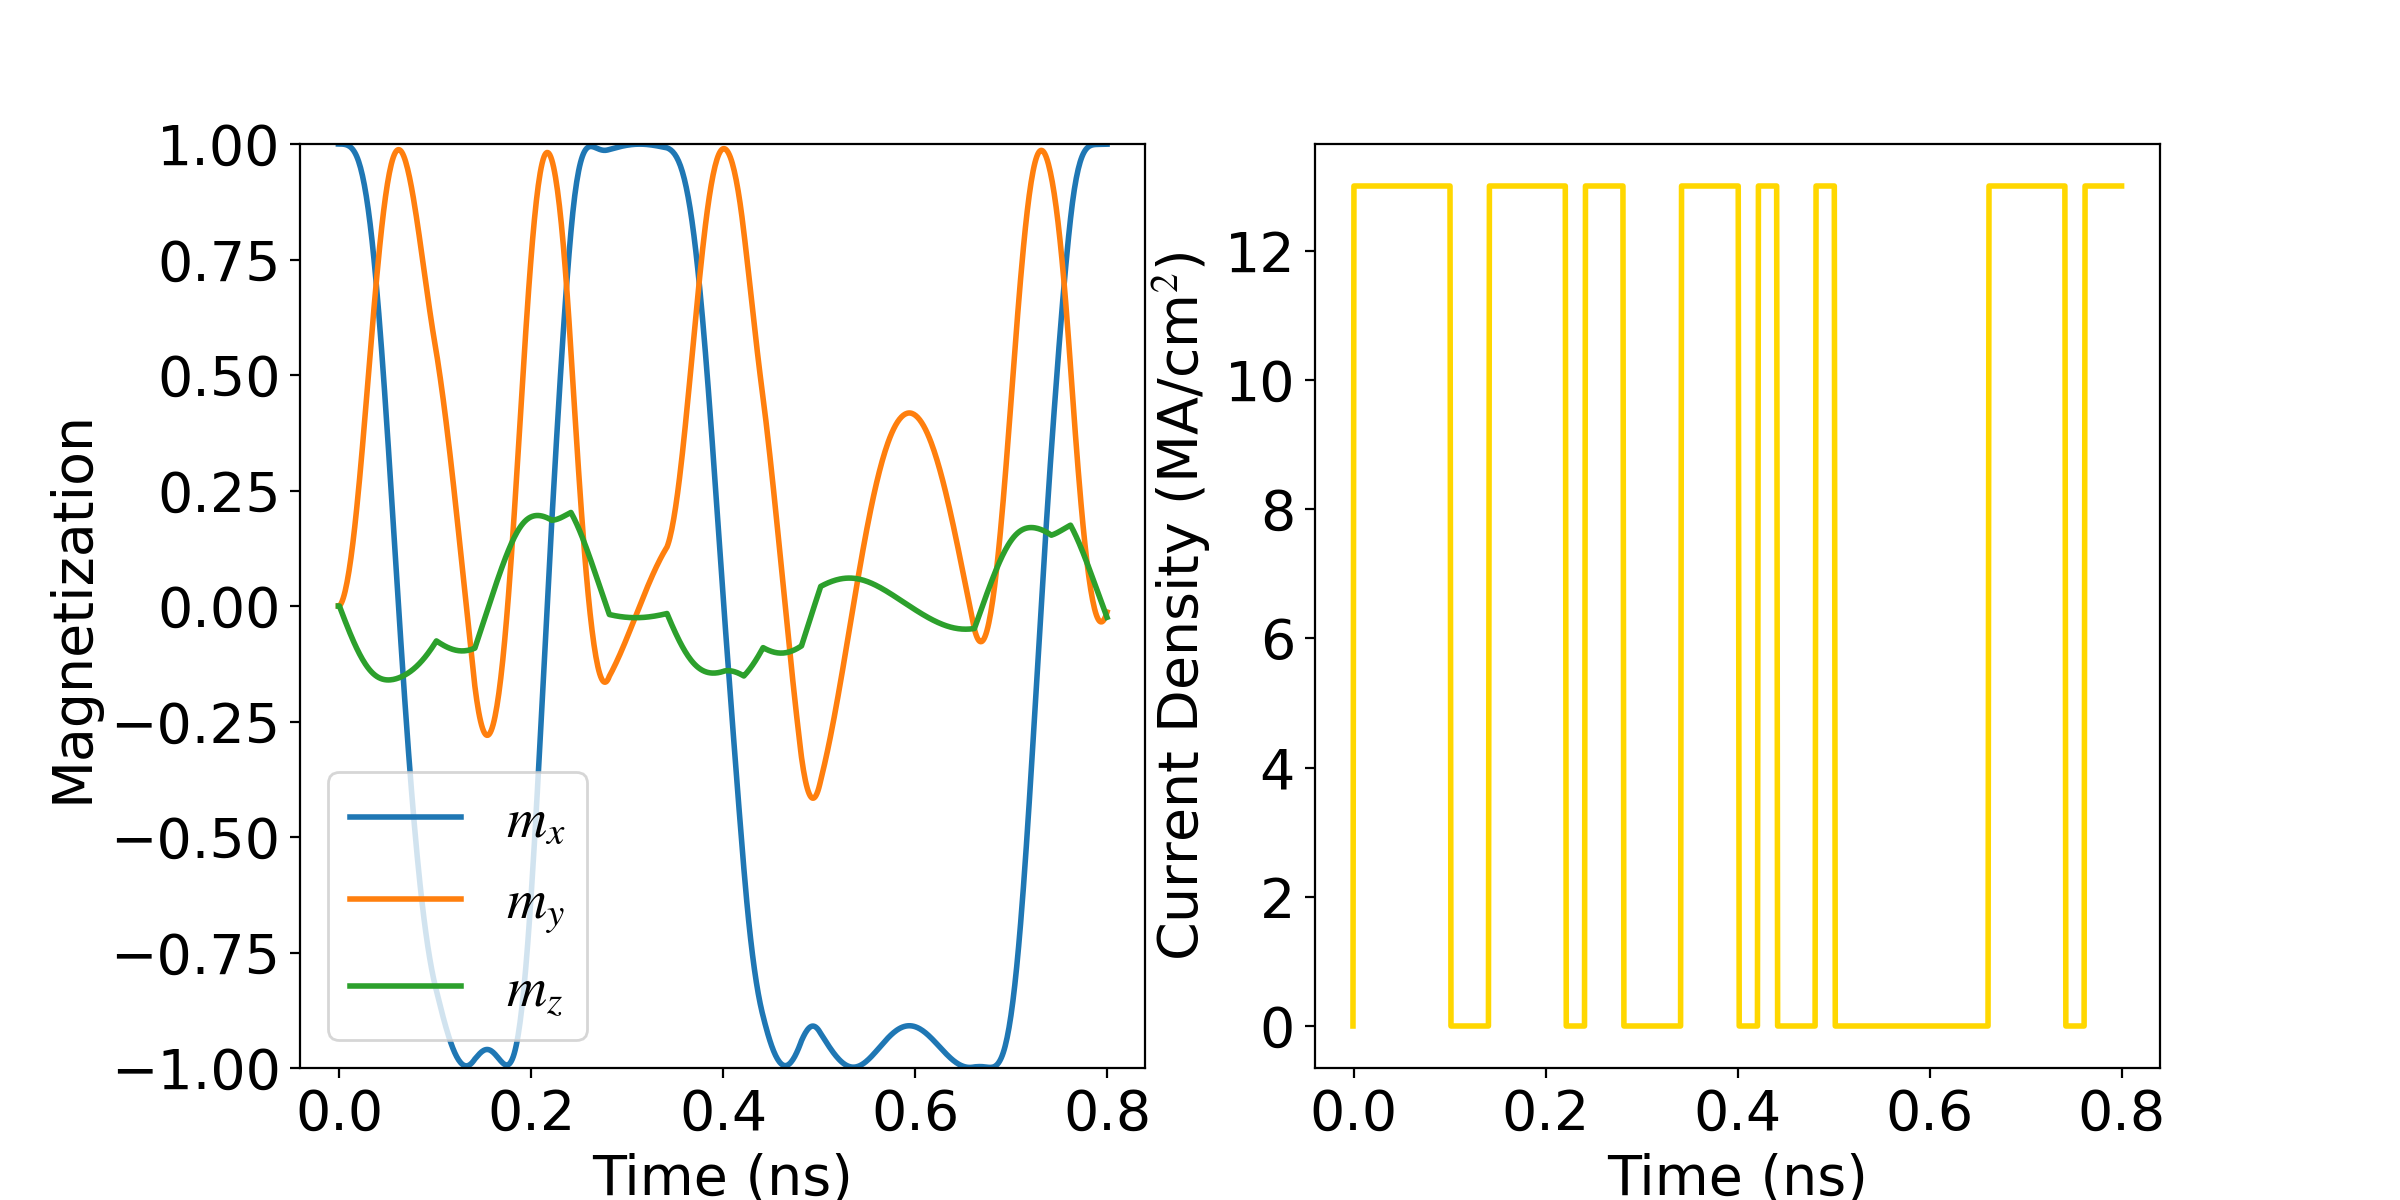 Magnetization
1.00
0.75
0.50
0.25
0.00
−0.25
−0.50
−0.75
−1.00
m_x
m_y
m_z
0.0 0.2 0.4 0.6 0.8
Time (ns)
Current Density (MA/cm²)
12
10
8
6
4
2
0
0.0 0.2 0.4 0.6 0.8
Time (ns)